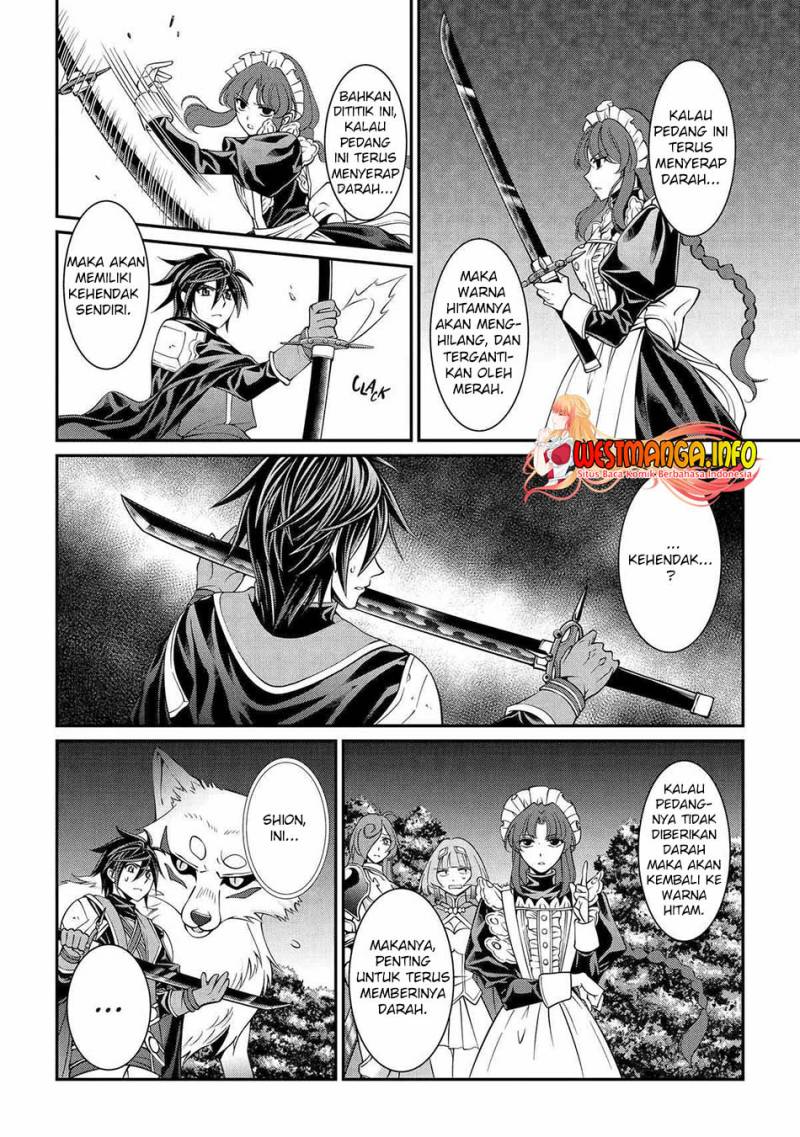 KALAU
PEDANG INI
TERUS
MENYERAP
DARAH...
MAKA
WARNA
HITAMNYA
AKAN MENG-
HILANG, DAN
TERGANTI-
KAN OLEH
MERAH.
BAHKAN
DITITIK INI,
KALAU
PEDANG
INI TERUS
MENYERAP
DARAH...
MAKA AKAN
MEMILIKI
KEHENDAK
SENDIRI.
CLACK
WESTMANGA.INFO
Situs Baca Komik Berbahasa Indonesia
...
KEHENDAK...
?
KALAU
PEDANG-
NYA TIDAK
DIBERIKAN
DARAH
MAKA AKAN
KEMBALI KE
WARNA
HITAM.
MAKANYA,
PENTING
UNTUK TERUS
MEMBERINYA
DARAH.
SHION,
INI...
...